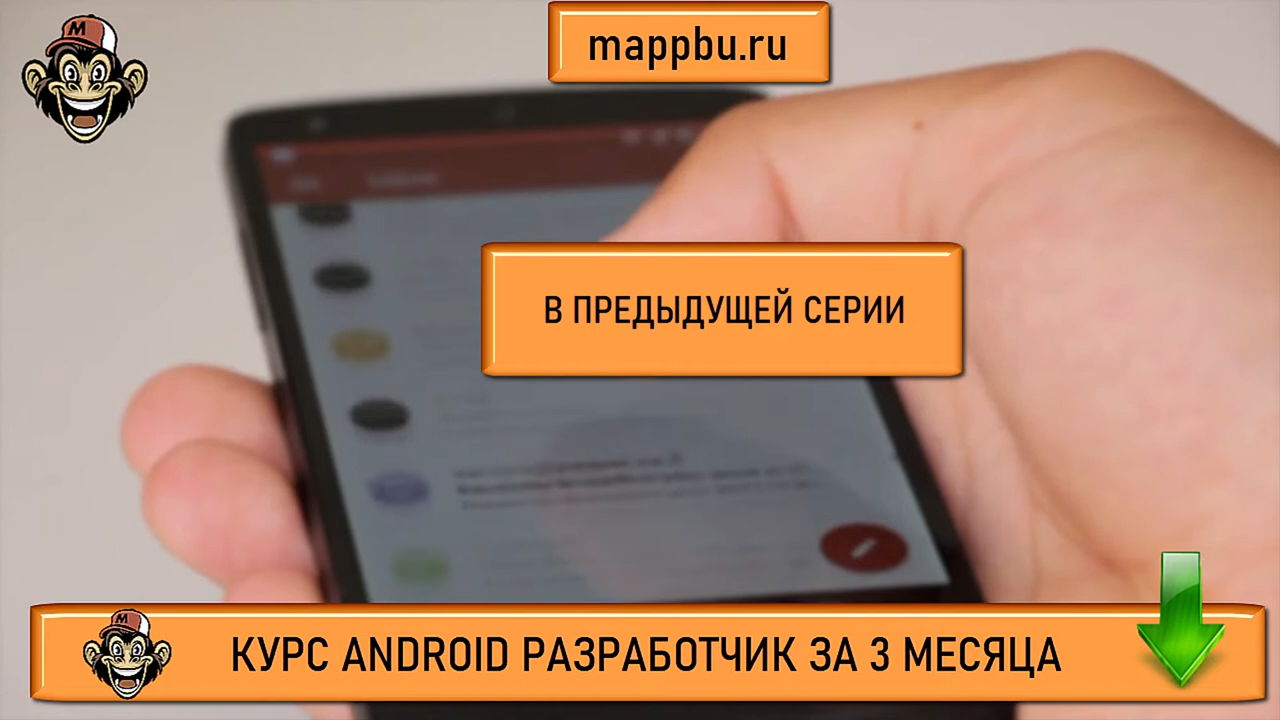 mappbu.ru
В ПРЕДЫДУЩЕЙ СЕРИИ
КУРС ANDROID РАЗРАБОТЧИК ЗА 3 МЕСЯЦА
M
M